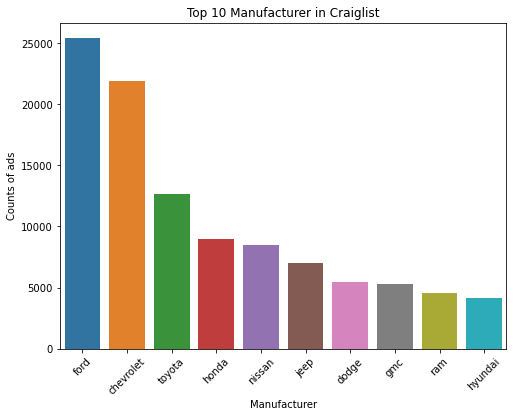 Top 10 Manufacturer in Craiglist
Counts of ads
25000
20000
15000
10000
5000
0
ford
chevrolet
toyota
honda
nissan
jeep
dodge
gmc
ram
hyundai
Manufacturer